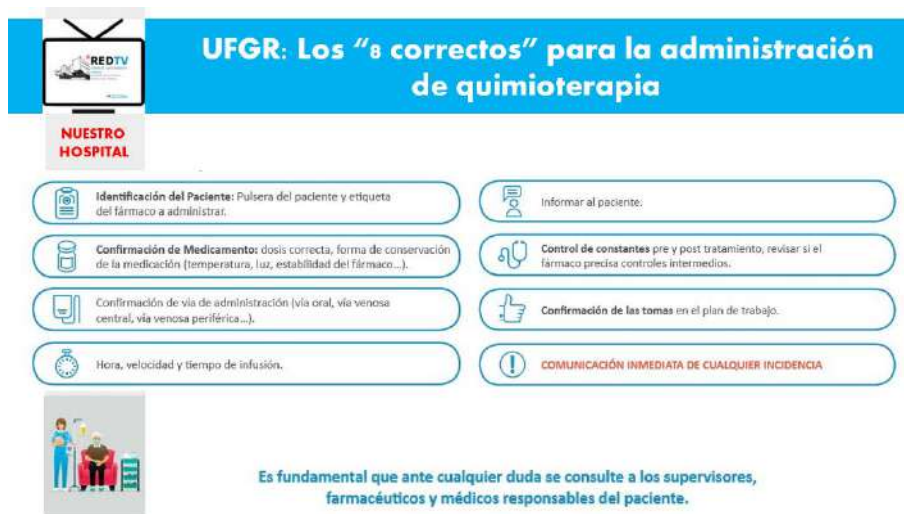 REDTV
UFGR: Los “8 correctos” para la administración
de quimioterapia
NUESTRO
HOSPITAL
Identificación del Paciente: Pulsera del paciente y etiqueta
del fármaco a administrar.
Confirmación de Medicamento: dosis correcta, forma de conservación
de la medicación (temperatura, luz, estabilidad del fármaco...).
Confirmación de via de administración (vía oral, vía venosa
central, vía venosa periférica...).
Hora, velocidad y tiempo de infusión.
Informar al paciente.
Control de constantes pre y post tratamiento, revisar si el
fármaco precisa controles intermedios.
Confirmación de las tomas en el plan de trabajo.
COMUNICACIÓN INMEDIATA DE CUALQUIER INCIDENCIA
Es fundamental que ante cualquier duda se consulte a los supervisores,
farmacéuticos y médicos responsables del paciente.